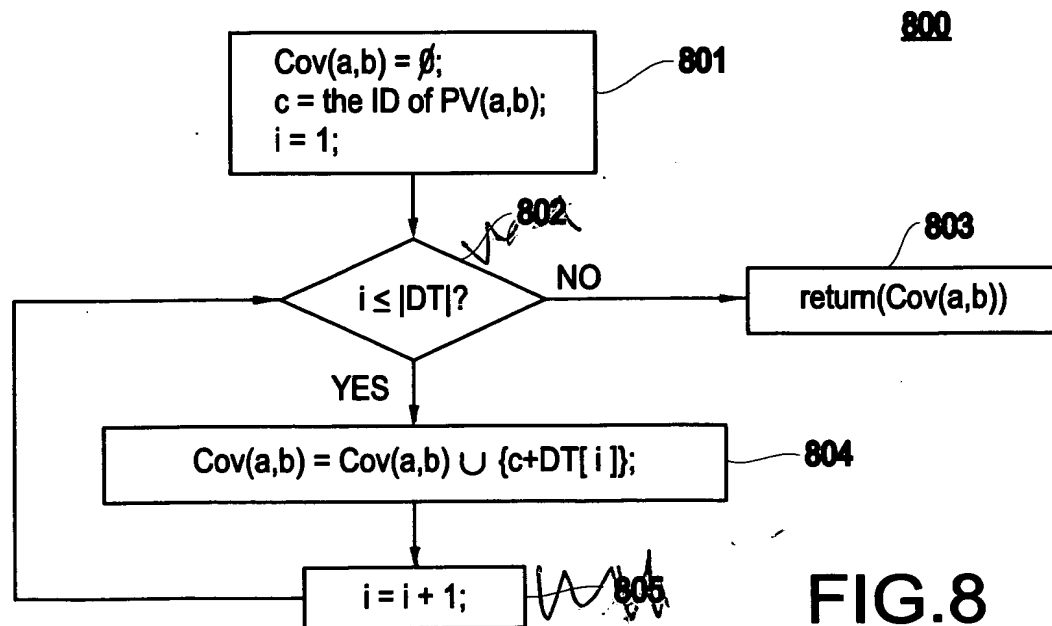 800
Cov(a,b) = ∅;
c = the ID of PV(a,b);
i = 1;
801
802
i ≤ |DT|?
NO
803
return(Cov(a,b))
YES
Cov(a,b) = Cov(a,b) ∪ {c+DT[ i ]};
804
i = i + 1;
805
FIG.8